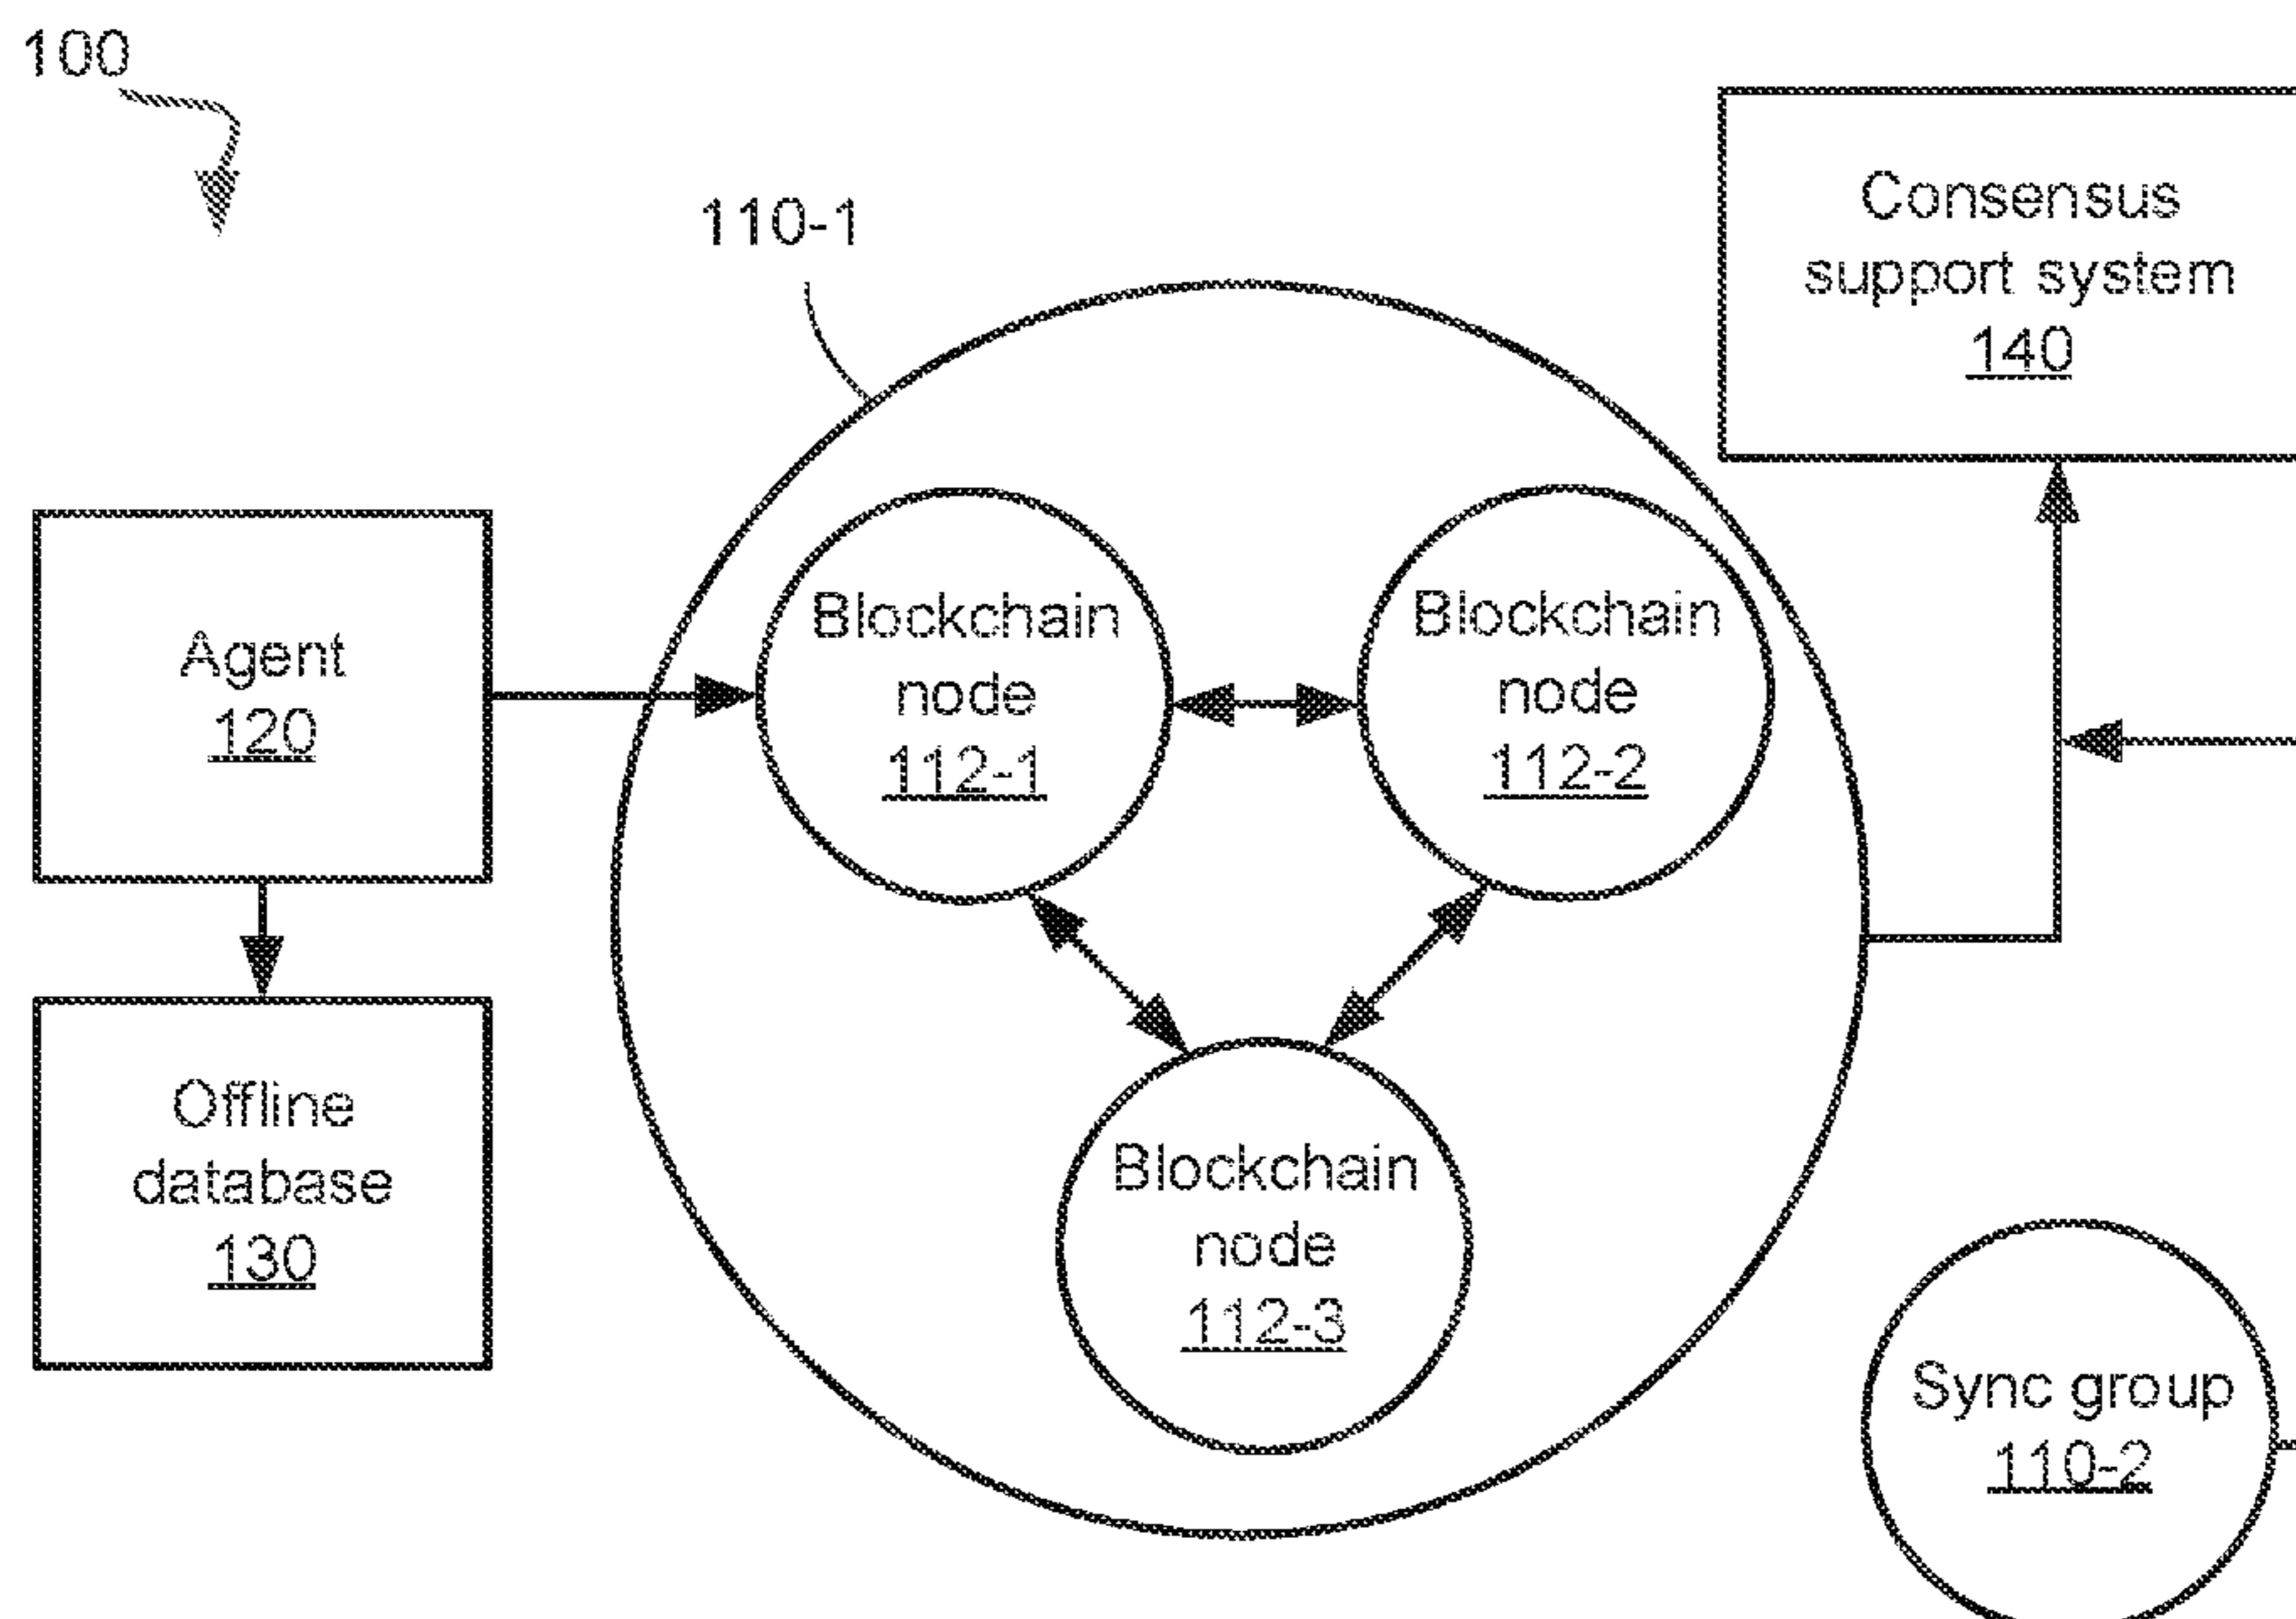 100
110-1
Consensus
support system
140
Agent
120
Blockchain
node
112-1
Blockchain
node
112-2
Offline
database
130
Blockchain
node
112-3
Sync group
110-2